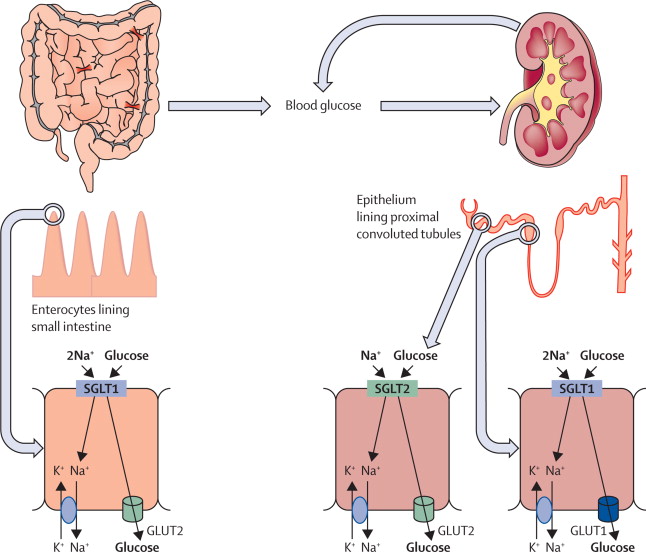 Blood glucose
Epithelium
lining proximal
convoluted tubules
Enterocytes lining
small intestine
2Na⁺ Glucose
SGLT1
K⁺ Na⁺
GLUT2
K⁺ Na⁺ Glucose
Na⁺ Glucose
SGLT2
K⁺ Na⁺
GLUT2
K⁺ Na⁺ Glucose
2Na⁺ Glucose
SGLT1
K⁺ Na⁺
GLUT1
K⁺ Na⁺ Glucose